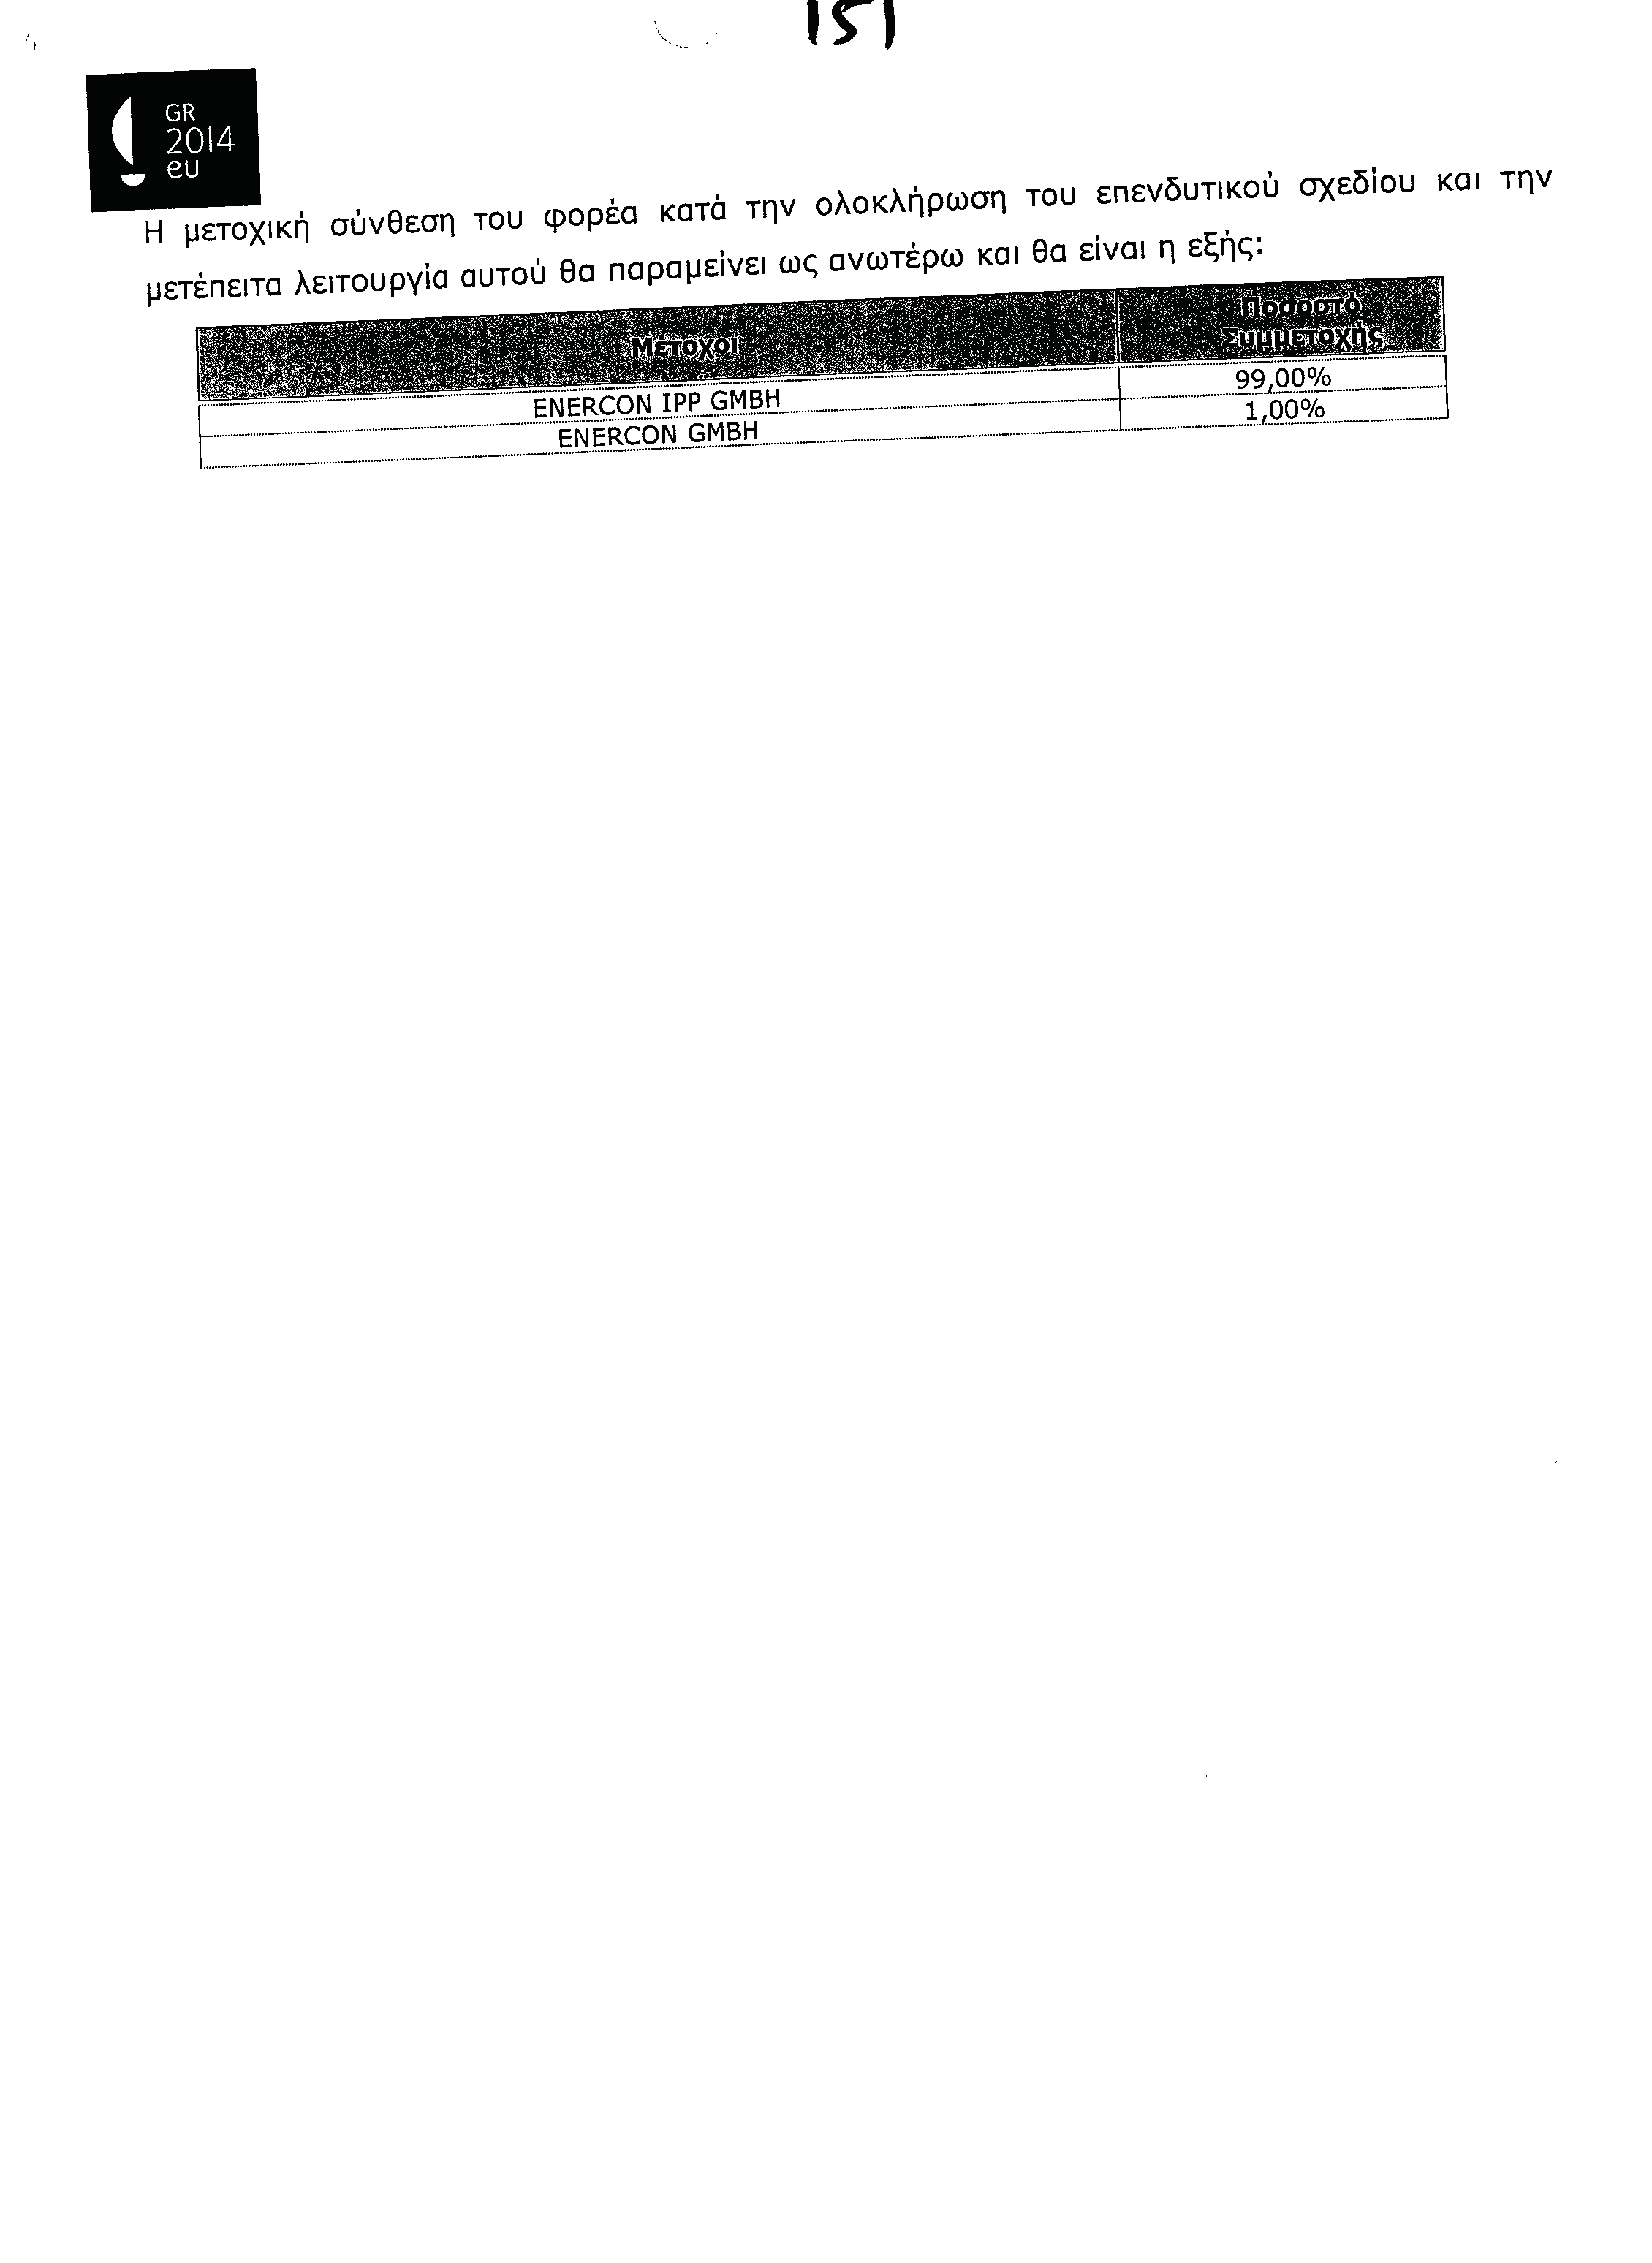 151
GR
2014
eu
Η μετοχική σύνθεση του φορέα κατά την ολοκλήρωση του επενδυτικού σχεδίου και την
μετέπειτα λειτουργία αυτού θα παραμείνει ως ανωτέρω και θα είναι η εξής:
Μέτοχοι Ποσοστό
Συμμετοχής
ENERCON IPP GMBH 99,00%
ENERCON GMBH 1,00%